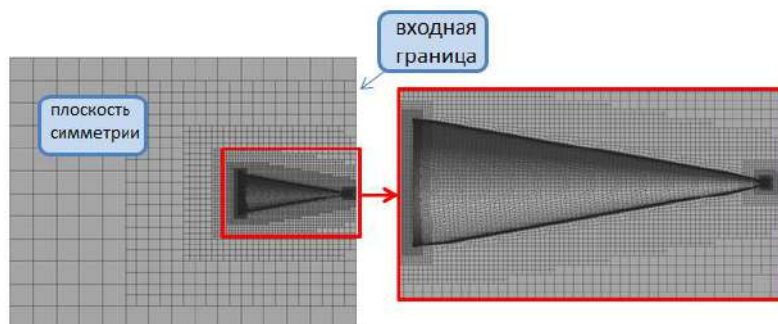 входная
граница
плоскость
симметрии